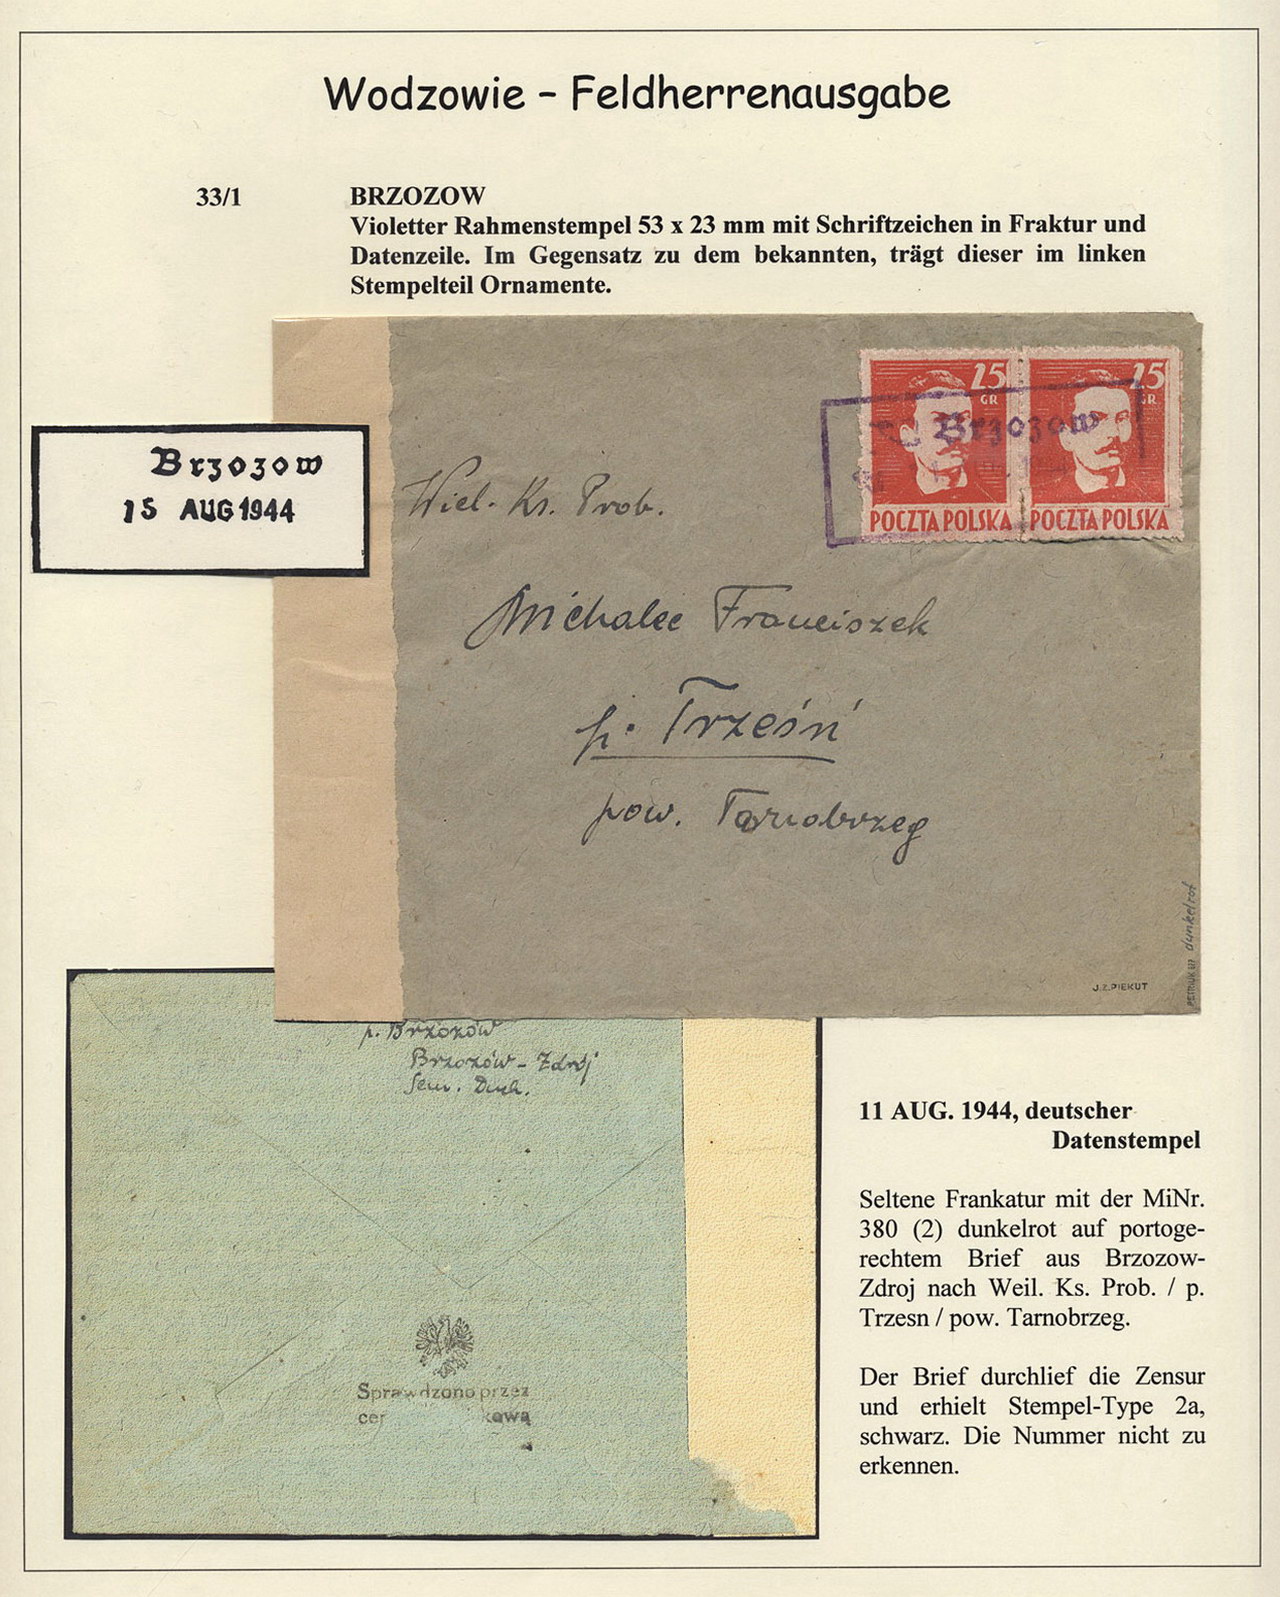 Wodzowie – Feldherrenausgabe
33/1
BRZOZOW
Violetter Rahmenstempel 53 x 23 mm mit Schriftzeichen in Fraktur und
Datenzeile. Im Gegensatz zu dem bekannten, trägt dieser im linken
Stempelteil Ornamente.
25 GR
25 GR
Brzozow
POCZTA POLSKA
POCZTA POLSKA
Brzozow
15 AUG 1944
Wiel. Ks. Prob.
Michalec Franciszek
p. Trześń
pow. Tarnobrzeg
dunkelrot
J.Z.PIEKUT
p. Brzozów
Brzozów - Zdrój
Sem. Duch.
Sprawdzono przez
cer kową
11 AUG. 1944, deutscher
Datenstempel
Seltene Frankatur mit der MiNr.
380 (2) dunkelrot auf portoge-
rechtem Brief aus Brzozow-
Zdroj nach Weil. Ks. Prob. / p.
Trzesn / pow. Tarnobrzeg.
Der Brief durchlief die Zensur
und erhielt Stempel-Type 2a,
schwarz. Die Nummer nicht zu
erkennen.